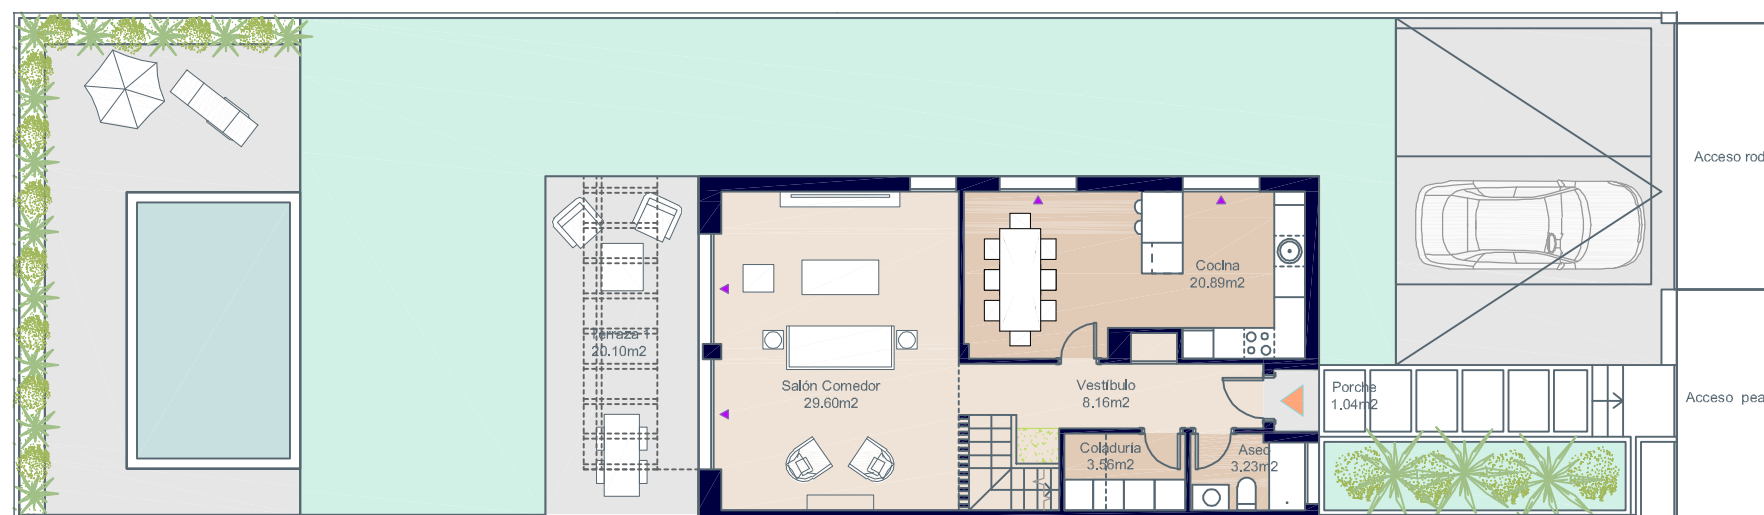 Acceso rod
Cocina
20.89m2
Terraza 1
20.10m2
Salón Comedor
29.60m2
Vestíbulo
8.16m2
Porche
1.04m2
Acceso pea
Coladuría
3.56m2
Aseo
3.23m2